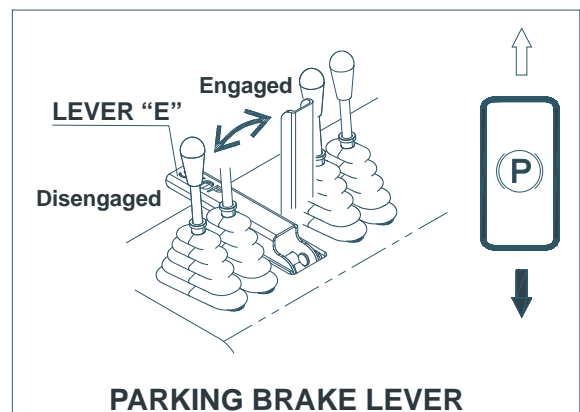 Engaged
LEVER “E”
Disengaged
P
PARKING BRAKE LEVER